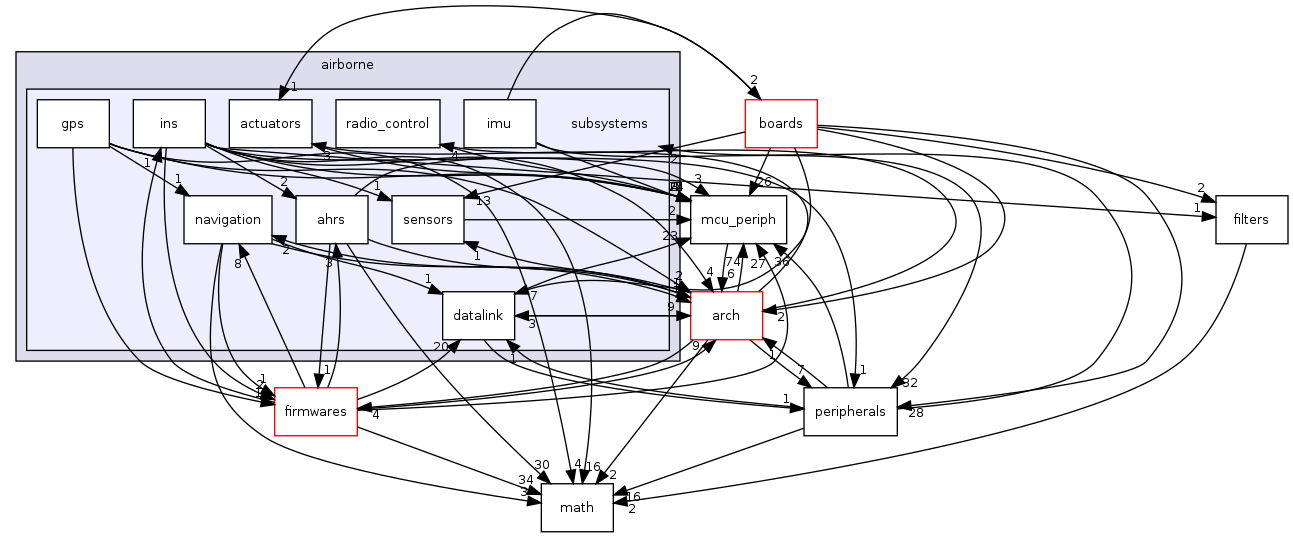 airborne
subsystems
gps
ins
actuators
radio_control
imu
boards
navigation
ahrs
sensors
mcu_periph
filters
datalink
arch
firmwares
peripherals
math
1
2
1
3
4
2
1
2
1
13
3
26
2
1
2
23
8
2
3
1
1
2
4
74
6
27
36
7
3
9
2
20
1
9
1
7
1
32
28
1
1
2
4
1
30
34
3
4
16
2
16
2